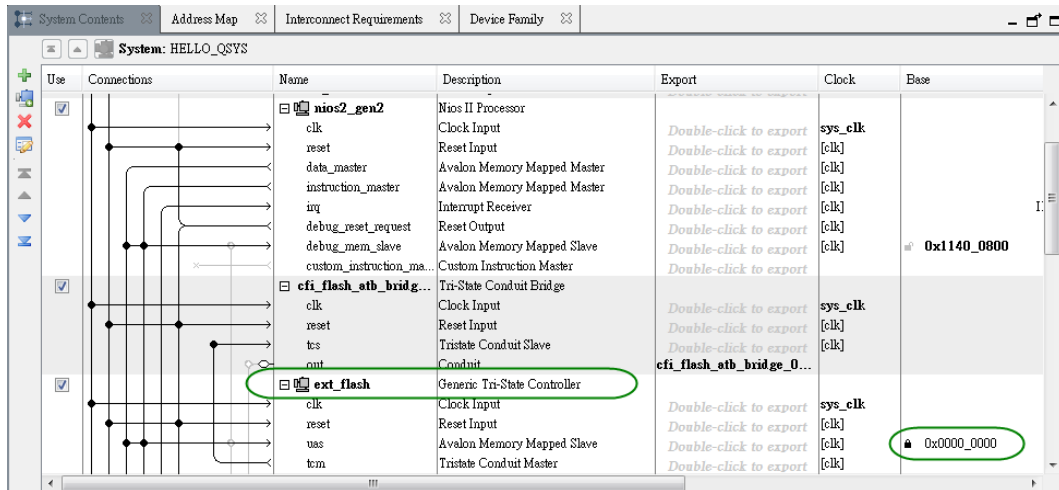 System Contents Address Map Interconnect Requirements Device Family
System: HELLO_QSYS
Use Connections Name Description Export Clock Base
nios2_gen2 Nios II Processor
clk Clock Input Double-click to export sys_clk
reset Reset Input Double-click to export [clk]
data_master Avalon Memory Mapped Master Double-click to export [clk]
instruction_master Avalon Memory Mapped Master Double-click to export [clk]
irq Interrupt Receiver Double-click to export [clk]
debug_reset_request Reset Output Double-click to export [clk]
debug_mem_slave Avalon Memory Mapped Slave Double-click to export [clk] 0x1140_0800
custom_instruction_ma... Custom Instruction Master Double-click to export
cfi_flash_atb_bridg... Tri-State Conduit Bridge
clk Clock Input Double-click to export sys_clk
reset Reset Input Double-click to export [clk]
tcs Tristate Conduit Slave Double-click to export [clk]
out Conduit cfi_flash_atb_bridge_0...
ext_flash Generic Tri-State Controller
clk Clock Input Double-click to export sys_clk
reset Reset Input Double-click to export [clk]
uas Avalon Memory Mapped Slave Double-click to export [clk] 0x0000_0000
tcm Tristate Conduit Master Double-click to export [clk]